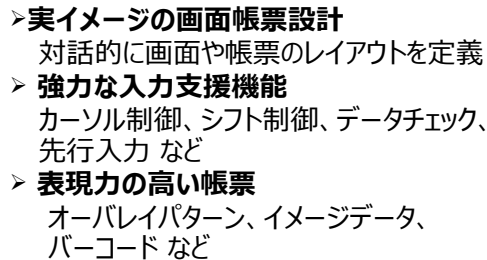 ➢実イメージの画面帳票設計
対話的に画面や帳票のレイアウトを定義
➢ 強力な入力支援機能
カーソル制御、シフト制御、データチェック、
先行入力 など
➢ 表現力の高い帳票
オーバレイパターン、イメージデータ、
バーコード など